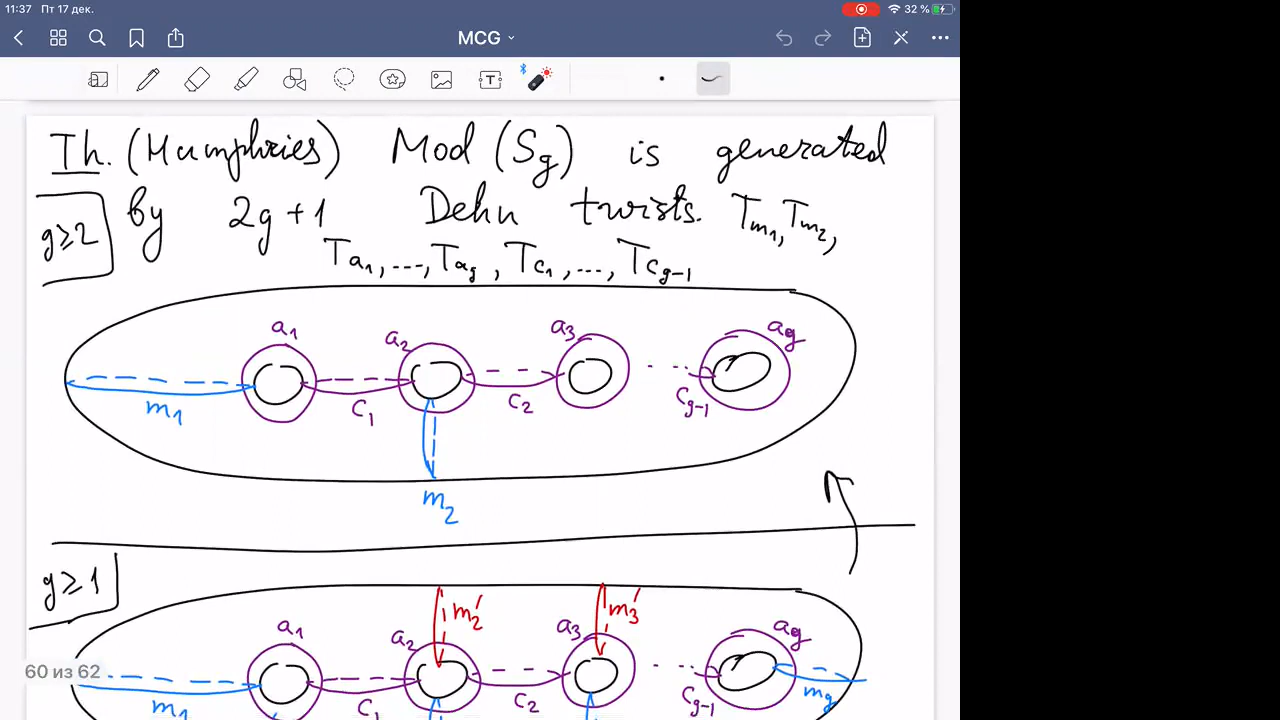 11:37 Пт 17 дек. 32 %
MCG
Th. (Humphries) Mod (Sg) is generated
g≥2 by 2g+1 Dehn twists. Tm1, Tm2,
Ta1, ..., Tag, Tc1, ..., Tcg-1
a1 a2 a3 ag
m1 c1 c2 cg-1
m2
g≥1
m2' m3'
a1 a2 a3 ag
60 из 62
m1 c1 c2 cg-1 mg